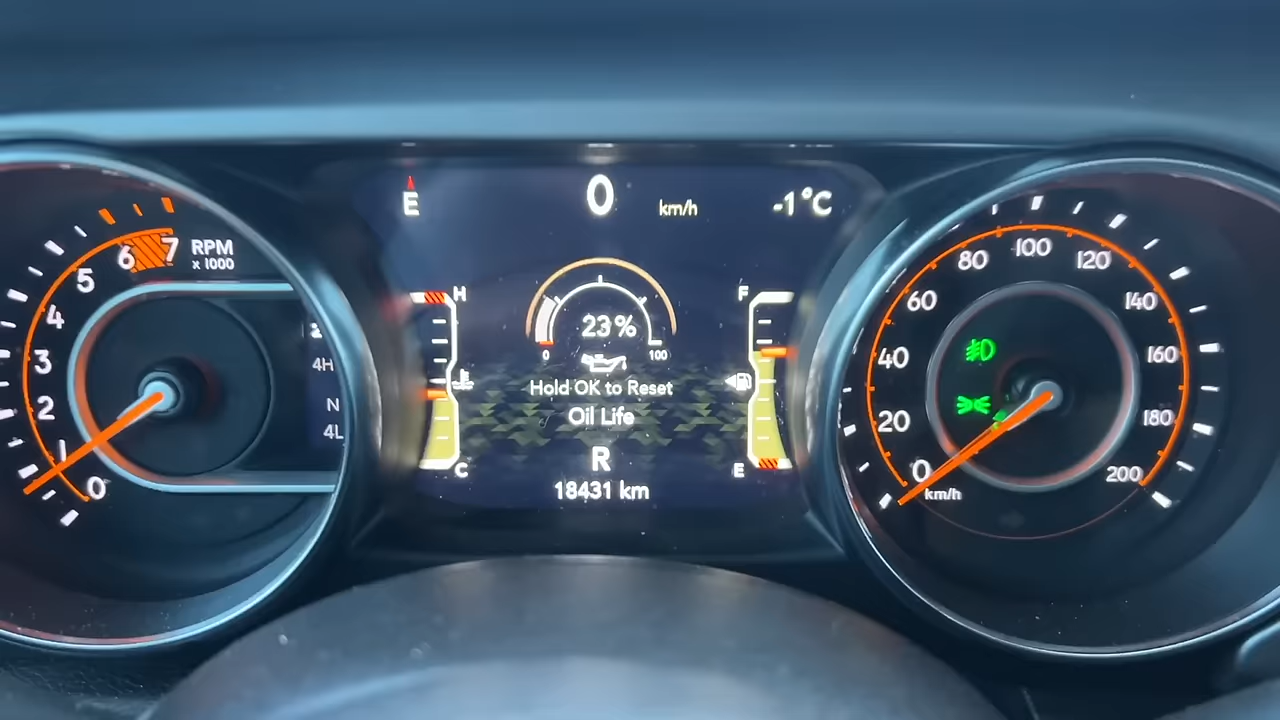 E
0 km/h
-1°C
7
6
5
4
3
2
1
0
RPM
x 1000
2
4H
N
4L
H
C
23%
0 100
Hold OK to Reset
Oil Life
R
18431 km
F
E
0
20
40
60
80
100
120
140
160
180
200
km/h